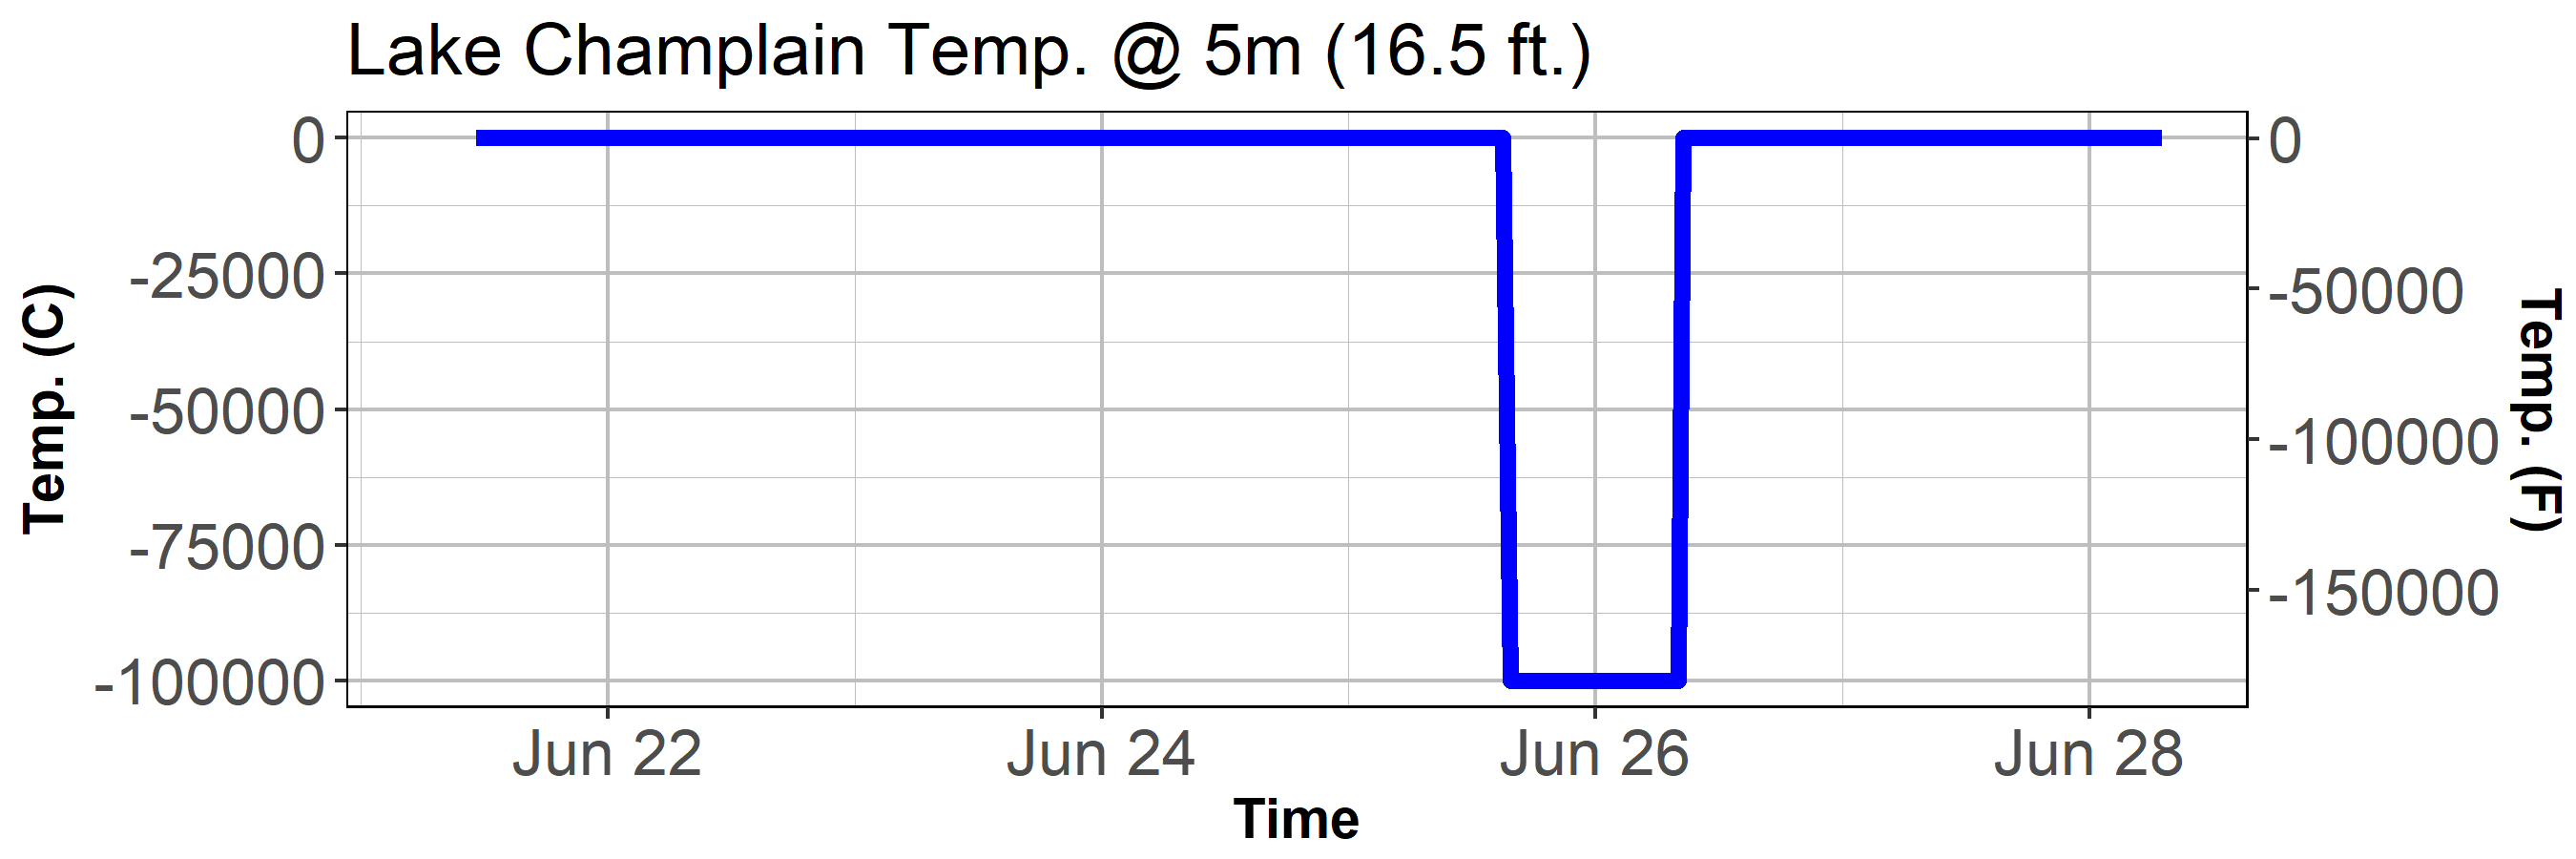 Lake Champlain Temp. @ 5m (16.5 ft.)
Temp. (C)
0
-25000
-50000
-75000
-100000
0
-50000
-100000
-150000
Temp. (F)
Jun 22 Jun 24 Jun 26 Jun 28
Time